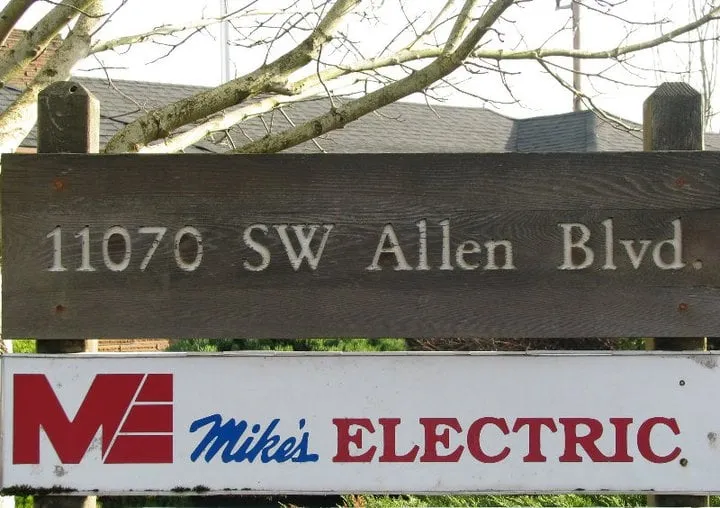 11070 SW Allen Blvd.
ME Mike's ELECTRIC